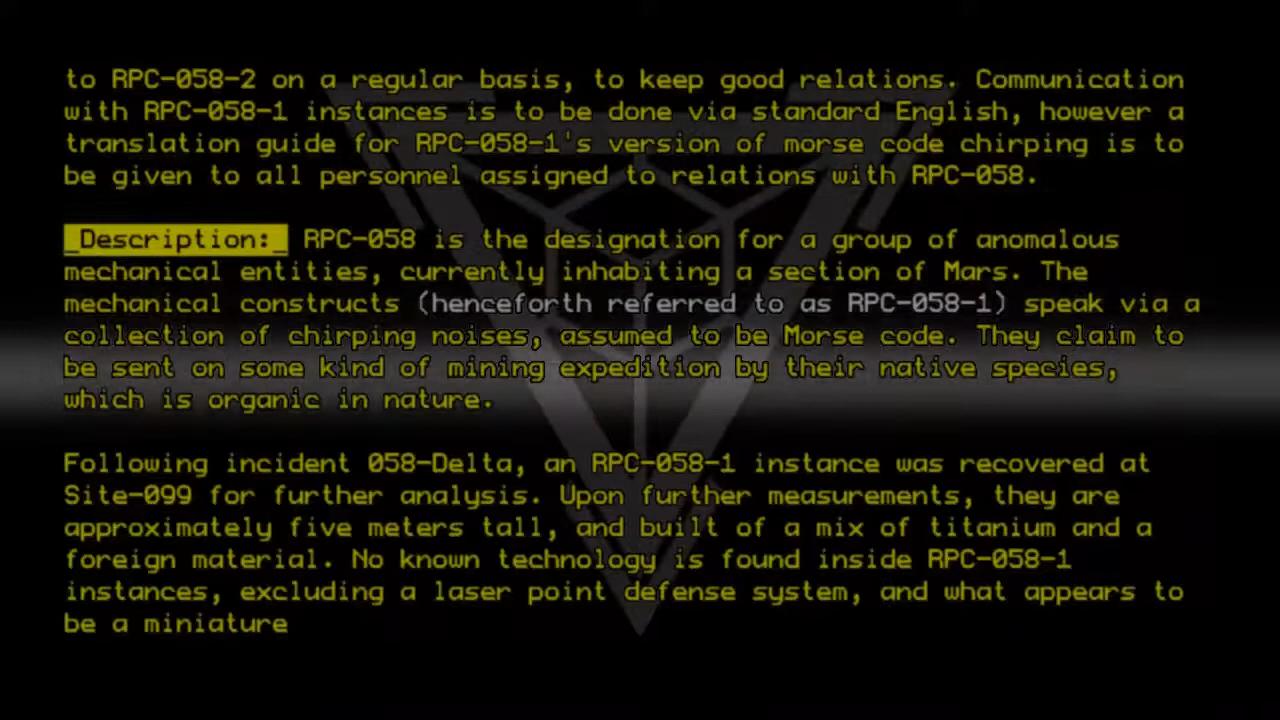 to RPC-058-2 on a regular basis, to keep good relations. Communication
with RPC-058-1 instances is to be done via standard English, however a
translation guide for RPC-058-1's version of morse code chirping is to
be given to all personnel assigned to relations with RPC-058.
_Description:_ RPC-058 is the designation for a group of anomalous
mechanical entities, currently inhabiting a section of Mars. The
mechanical constructs (henceforth referred to as RPC-058-1) speak via a
collection of chirping noises, assumed to be Morse code. They claim to
be sent on some kind of mining expedition by their native species,
which is organic in nature.
Following incident 058-Delta, an RPC-058-1 instance was recovered at
Site-099 for further analysis. Upon further measurements, they are
approximately five meters tall, and built of a mix of titanium and a
foreign material. No known technology is found inside RPC-058-1
instances, excluding a laser point defense system, and what appears to
be a miniature